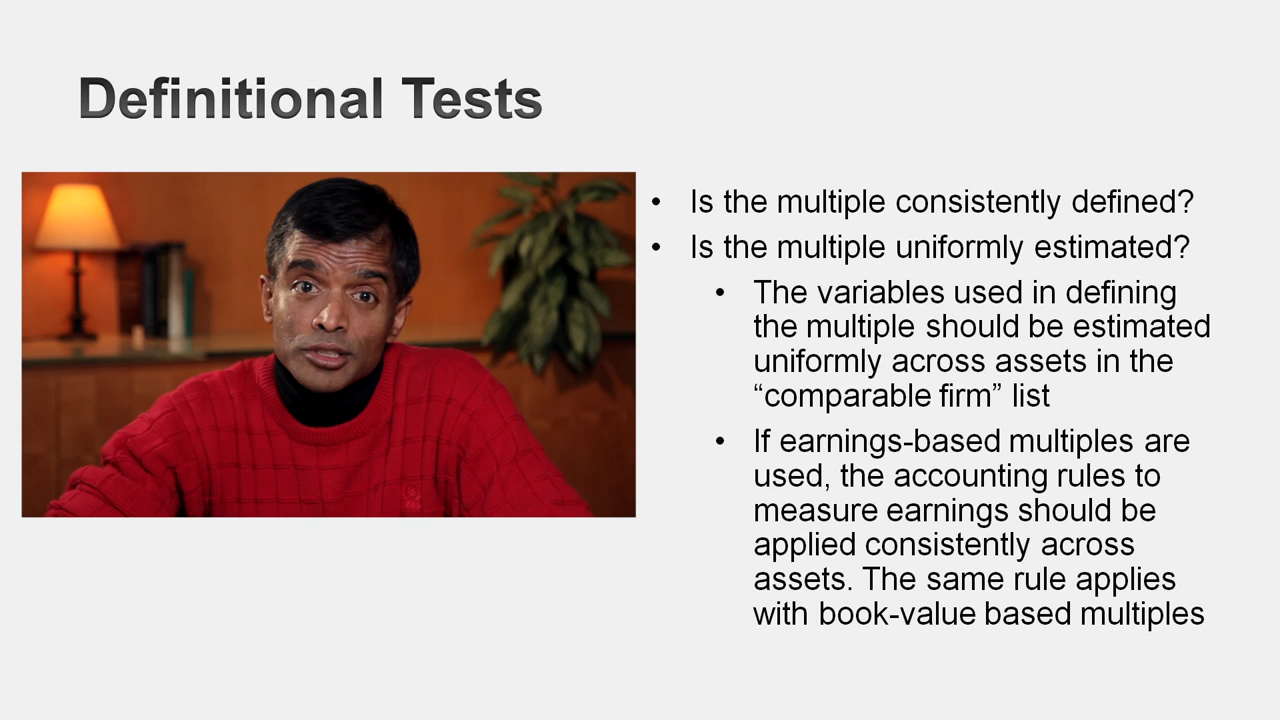 Definitional Tests
• Is the multiple consistently defined?
• Is the multiple uniformly estimated?
• The variables used in defining
the multiple should be estimated
uniformly across assets in the
“comparable firm” list
• If earnings-based multiples are
used, the accounting rules to
measure earnings should be
applied consistently across
assets. The same rule applies
with book-value based multiples